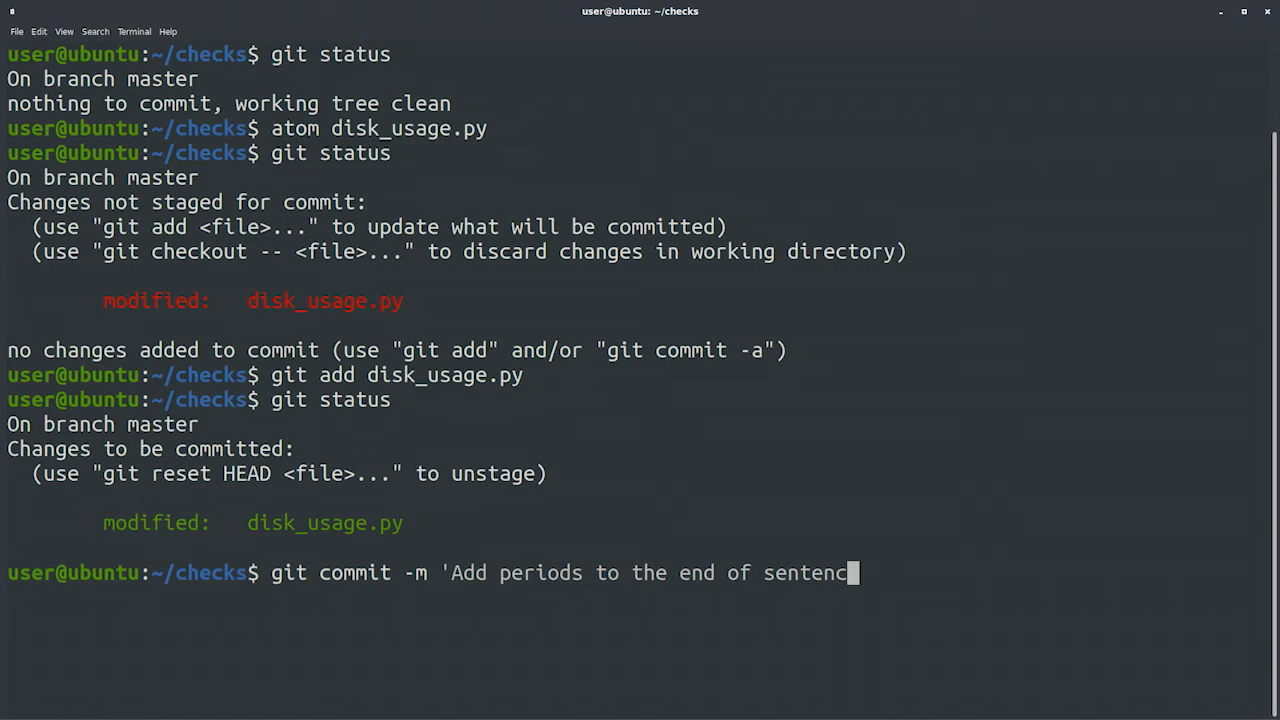 user@ubuntu: ~/checks
File Edit View Search Terminal Help
user@ubuntu:~/checks$ git status
On branch master
nothing to commit, working tree clean
user@ubuntu:~/checks$ atom disk_usage.py
user@ubuntu:~/checks$ git status
On branch master
Changes not staged for commit:
  (use "git add <file>..." to update what will be committed)
  (use "git checkout -- <file>..." to discard changes in working directory)
        modified:   disk_usage.py
no changes added to commit (use "git add" and/or "git commit -a")
user@ubuntu:~/checks$ git add disk_usage.py
user@ubuntu:~/checks$ git status
On branch master
Changes to be committed:
  (use "git reset HEAD <file>..." to unstage)
        modified:   disk_usage.py
user@ubuntu:~/checks$ git commit -m 'Add periods to the end of sentenc